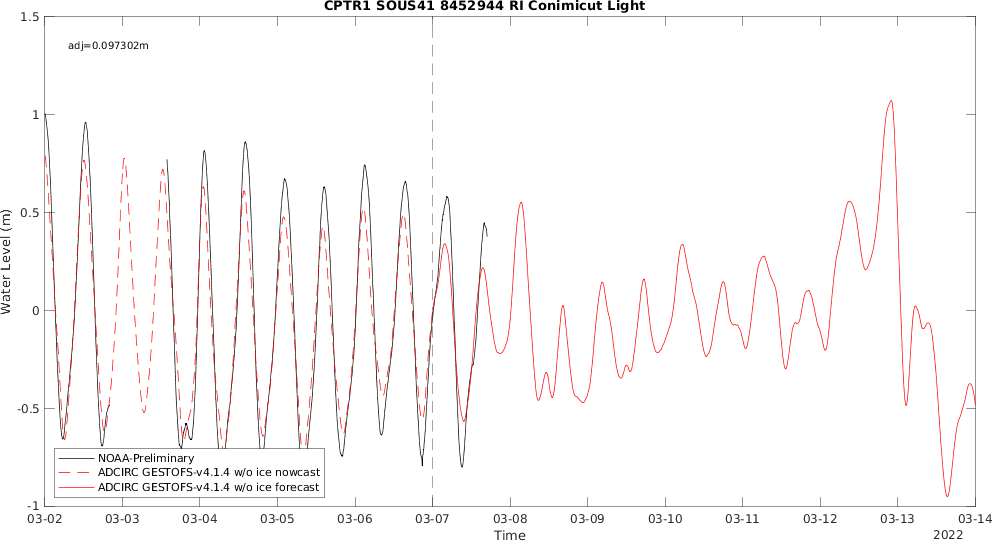 CPTR1 SOUS41 8452944 RI Conimicut Light
adj=0.097302m
Water Level (m)
1.5
1
0.5
0
-0.5
-1
NOAA-Preliminary
ADCIRC GESTOFS-v4.1.4 w/o ice nowcast
ADCIRC GESTOFS-v4.1.4 w/o ice forecast
03-02 03-03 03-04 03-05 03-06 03-07 03-08 03-09 03-10 03-11 03-12 03-13 03-14
Time
2022